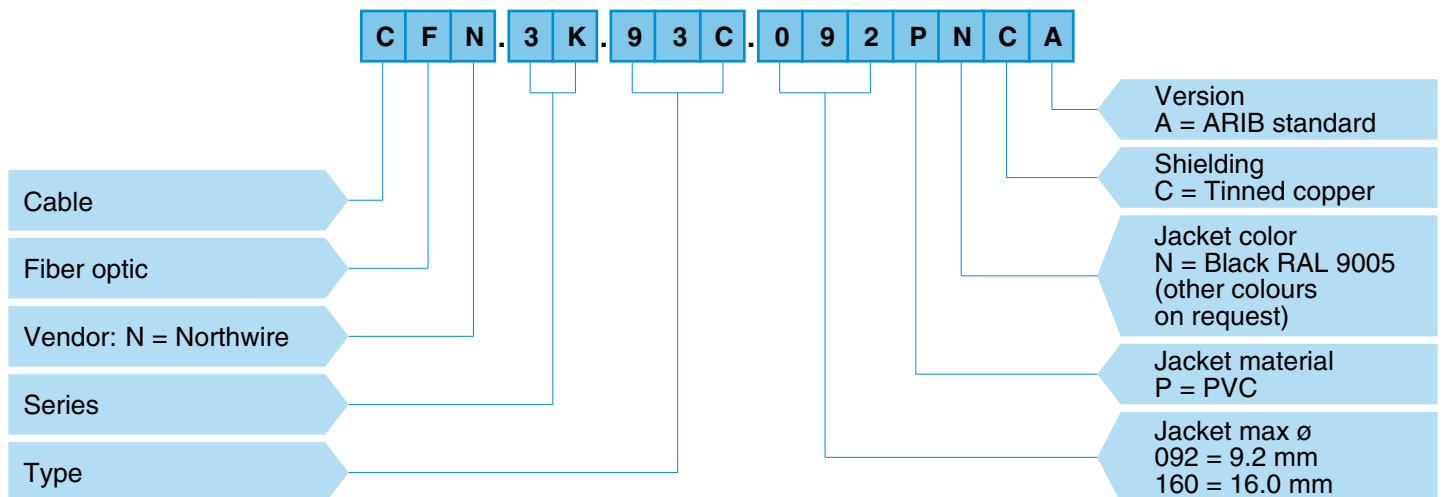 C F N . 3 K . 9 3 C . 0 9 2 P N C A
Cable
Fiber optic
Vendor: N = Northwire
Series
Type
Version
A = ARIB standard
Shielding
C = Tinned copper
Jacket color
N = Black RAL 9005
(other colours
on request)
Jacket material
P = PVC
Jacket max ø
092 = 9.2 mm
160 = 16.0 mm